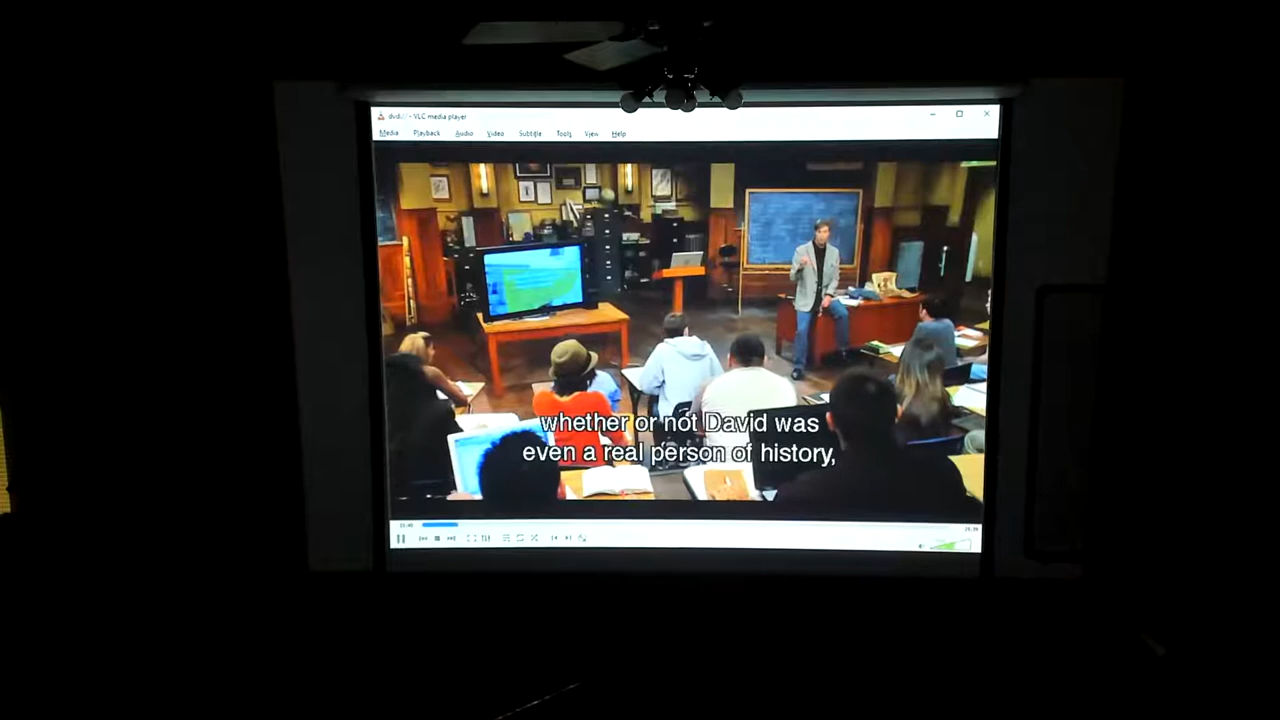 dvd:// - VLC media player
Media Playback Audio Video Subtitle Tools View Help
whether or not David was
even a real person of history,